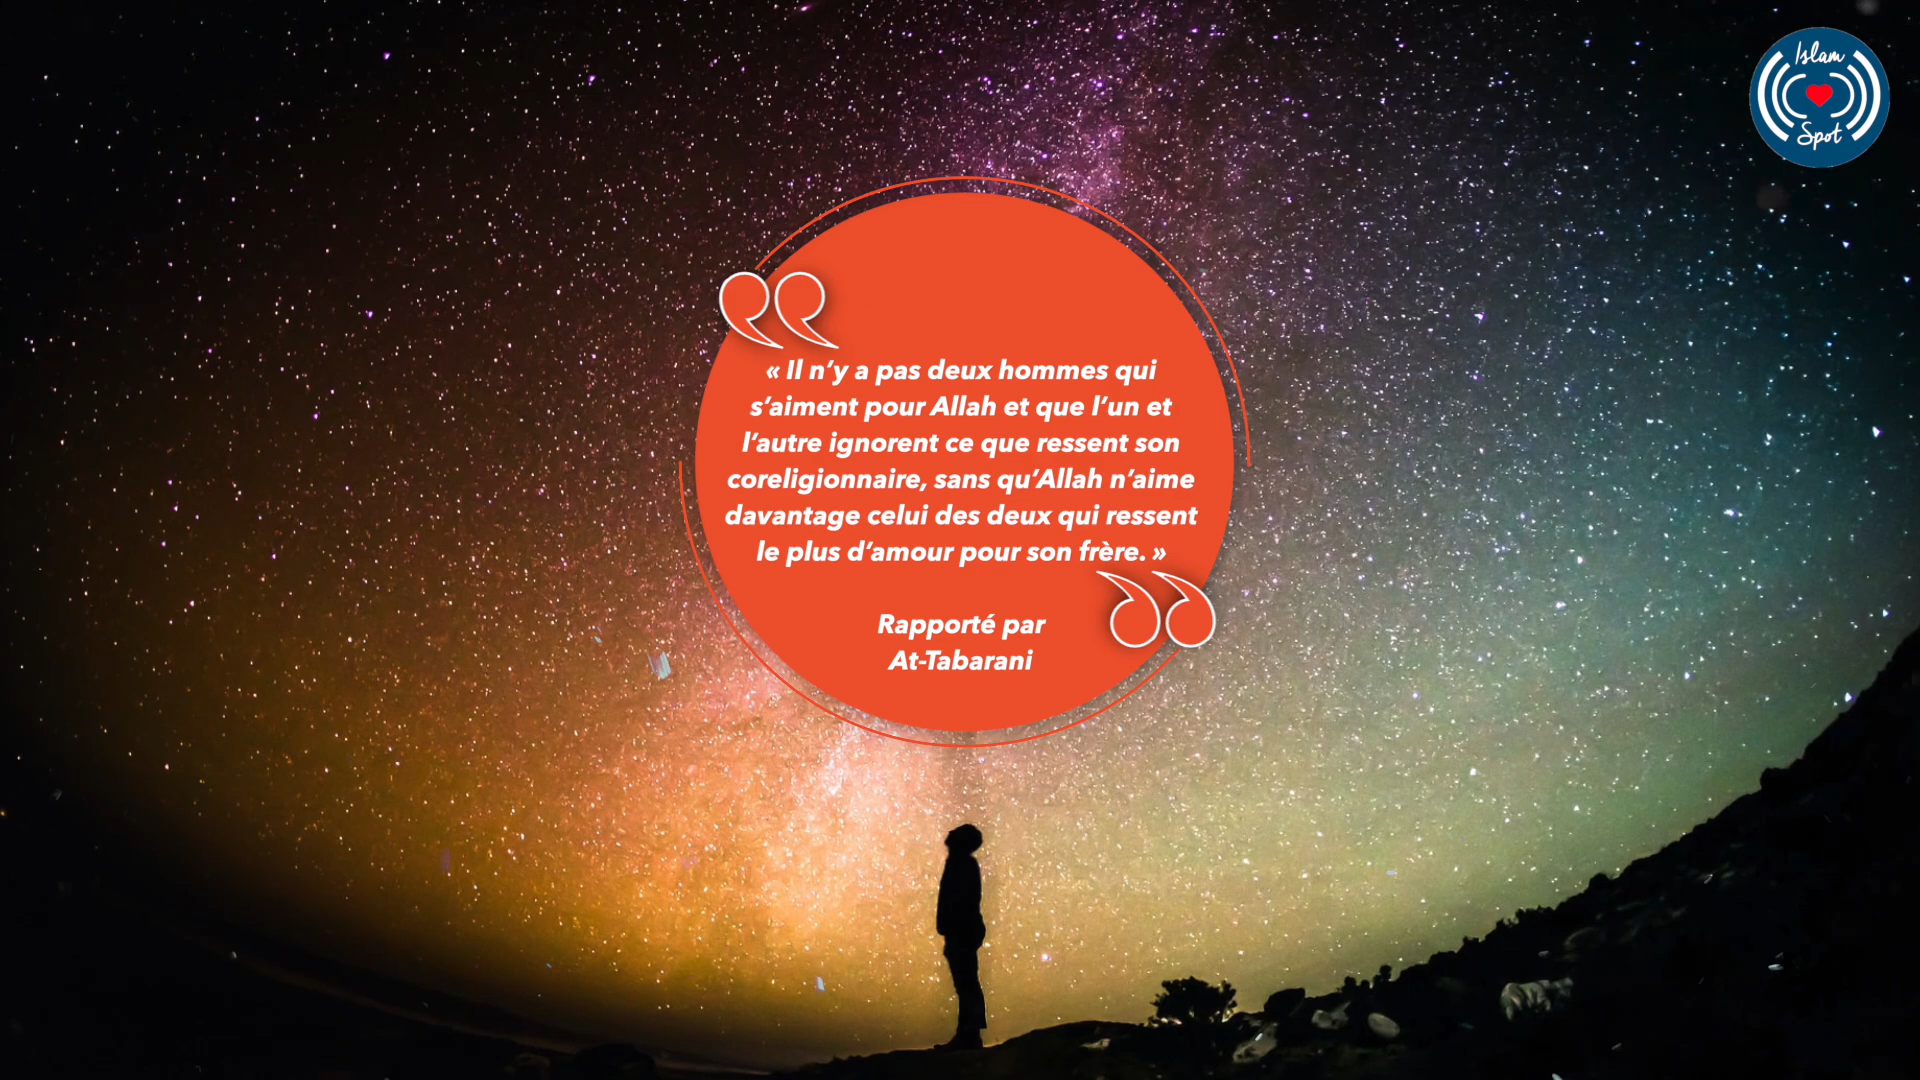 Islam
Spot
« Il n’y a pas deux hommes qui
s’aiment pour Allah et que l’un et
l’autre ignorent ce que ressent son
coreligionnaire, sans qu’Allah n’aime
davantage celui des deux qui ressent
le plus d’amour pour son frère. »
Rapporté par
At-Tabarani